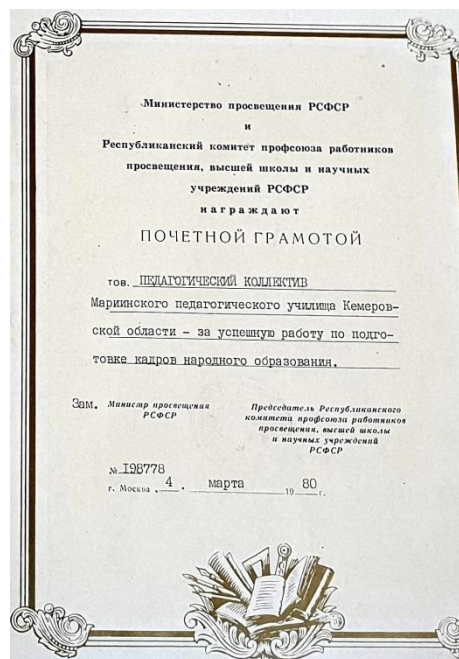 Министерство просвещения РСФСР
и
Республиканский комитет профсоюза работников
просвещения, высшей школы и научных
учреждений РСФСР
награждают
ПОЧЕТНОЙ ГРАМОТОЙ
тов. ПЕДАГОГИЧЕСКИЙ КОЛЛЕКТИВ
Мариинского педагогического училища Кемеров-
ской области - за успешную работу по подго-
товке кадров народного образования.
Зам. Министр просвещения
РСФСР
Председатель Республиканского
комитета профсоюза работников
просвещения, высшей школы
и научных учреждений
РСФСР
№ 198778
г. Москва „4 . марта 19 80 г.